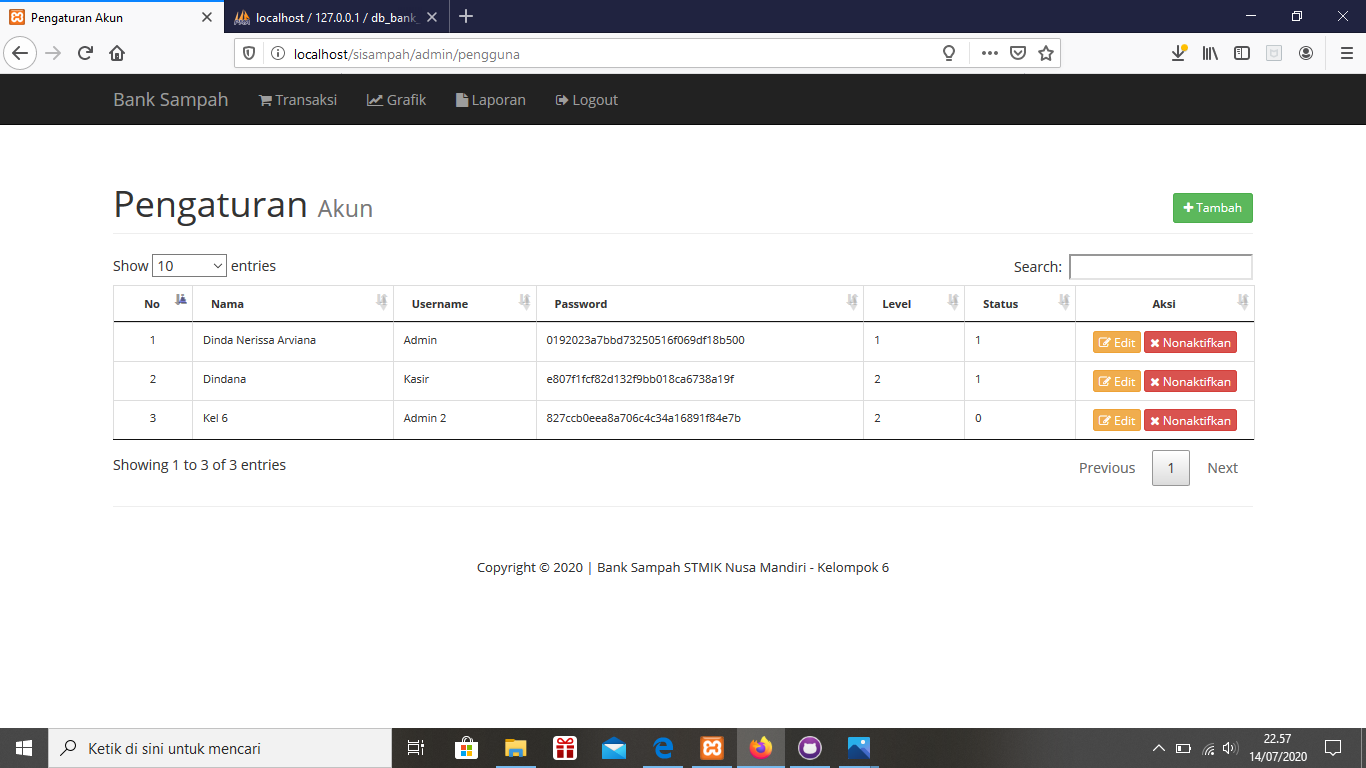 Pengaturan Akun
localhost / 127.0.0.1 / db_bank_
localhost/sisampah/admin/pengguna
Bank Sampah Transaksi Grafik Laporan Logout
Pengaturan Akun
Tambah
Show 10 entries
Search:
No Nama Username Password Level Status Aksi
1 Dinda Nerissa Arviana Admin 0192023a7bbd73250516f069df18b500 1 1 Edit Nonaktifkan
2 Dindana Kasir e807f1fcf82d132f9bb018ca6738a19f 2 1 Edit Nonaktifkan
3 Kel 6 Admin 2 827ccb0eea8a706c4c34a16891f84e7b 2 0 Edit Nonaktifkan
Showing 1 to 3 of 3 entries
Previous 1 Next
Copyright © 2020 | Bank Sampah STMIK Nusa Mandiri - Kelompok 6
Ketik di sini untuk mencari
22.57
14/07/2020